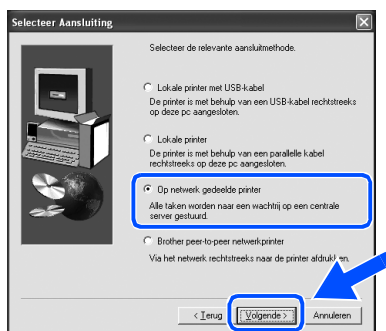 Selecteer Aansluiting
Selecteer de relevante aansluitmethode.
Lokale printer met USB-kabel
De printer is met behulp van een USB-kabel rechtstreeks
op deze pc aangesloten.
Lokale printer
De printer is met behulp van een parallelle kabel
rechtstreeks op deze pc aangesloten.
Op netwerk gedeelde printer
Alle taken worden naar een wachtrij op een centrale
server gestuurd.
Brother peer-to-peer netwerkprinter
Via het netwerk rechtstreeks naar de printer afdrukken.
< Terug
Volgende >
Annuleren